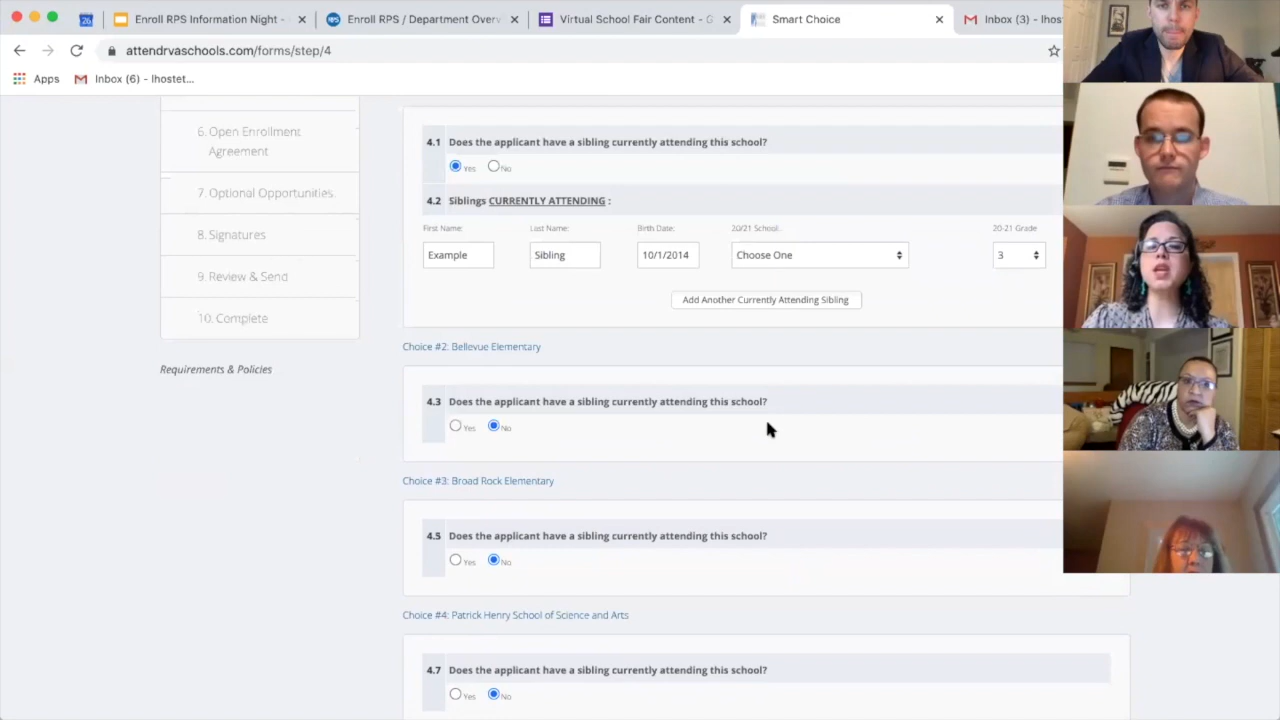 26 Enroll RPS Information Night - Enroll RPS / Department Overv Virtual School Fair Content - G Smart Choice Inbox (3) - lhos
attendrvaschools.com/forms/step/4
Apps Inbox (6) - lhostet...
6. Open Enrollment
Agreement
7. Optional Opportunities
8. Signatures
9. Review & Send
10. Complete
Requirements & Policies
4.1 Does the applicant have a sibling currently attending this school?
Yes No
4.2 Siblings CURRENTLY ATTENDING :
First Name: Last Name: Birth Date: 20/21 School: 20-21 Grade
Example Sibling 10/1/2014 Choose One 3
Add Another Currently Attending Sibling
Choice #2: Bellevue Elementary
4.3 Does the applicant have a sibling currently attending this school?
Yes No
Choice #3: Broad Rock Elementary
4.5 Does the applicant have a sibling currently attending this school?
Yes No
Choice #4: Patrick Henry School of Science and Arts
4.7 Does the applicant have a sibling currently attending this school?
Yes No